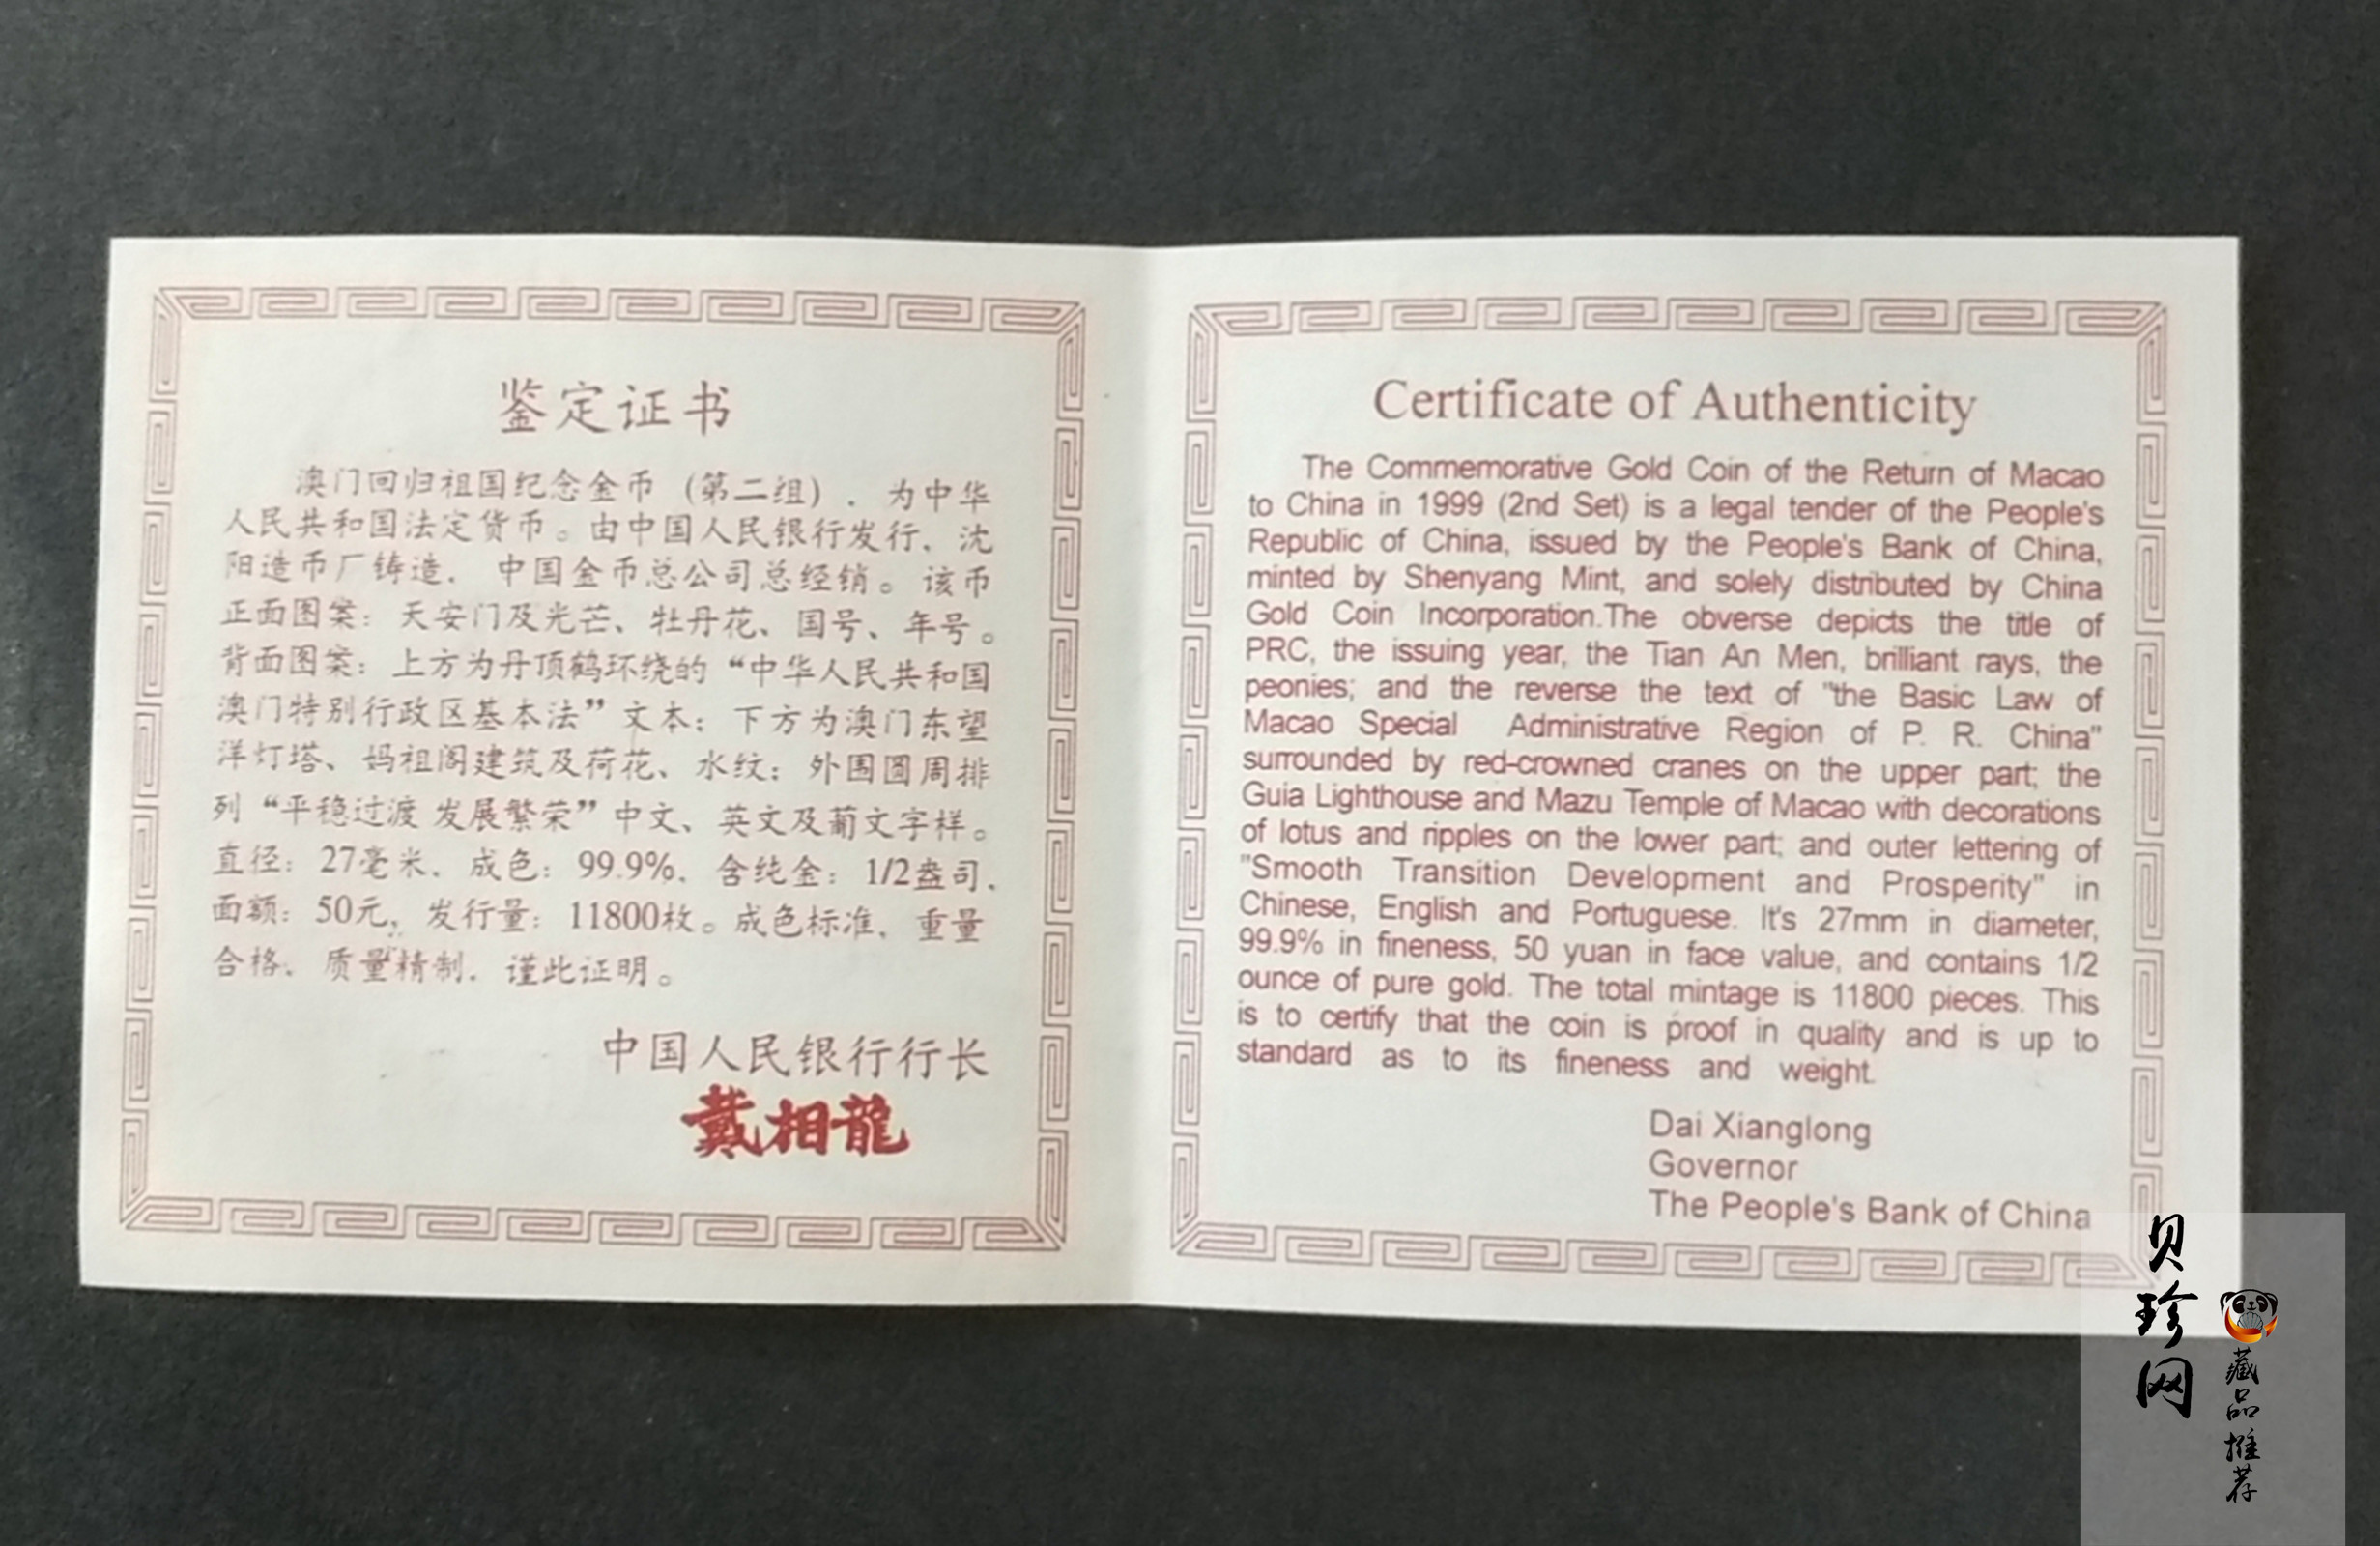 鉴定证书
澳门回归祖国纪念金币（第二组），为中华
人民共和国法定货币。由中国人民银行发行、沈
阳造币厂铸造、中国金币总公司总经销。该币
正面图案：天安门及光芒、牡丹花、国号、年号。
背面图案：上方为丹顶鹤环绕的“中华人民共和国
澳门特别行政区基本法”文本；下方为澳门东望
洋灯塔、妈祖阁建筑及荷花、水纹；外围圆周排
列“平稳过渡 发展繁荣”中文、英文及葡文字样。
直径：27毫米、成色：99.9%、含纯金：1/2盎司、
面额：50元，发行量：11800枚。成色标准、重量
合格、质量精制、谨此证明。
中国人民银行行长
戴相龍
Certificate of Authenticity
The Commemorative Gold Coin of the Return of Macao
to China in 1999 (2nd Set) is a legal tender of the People's
Republic of China, issued by the People's Bank of China,
minted by Shenyang Mint, and solely distributed by China
Gold Coin Incorporation.The obverse depicts the title of
PRC, the issuing year, the Tian An Men, brilliant rays, the
peonies; and the reverse the text of "the Basic Law of
Macao Special Administrative Region of P. R. China"
surrounded by red-crowned cranes on the upper part; the
Guia Lighthouse and Mazu Temple of Macao with decorations
of lotus and ripples on the lower part; and outer lettering of
"Smooth Transition Development and Prosperity" in
Chinese, English and Portuguese. It's 27mm in diameter,
99.9% in fineness, 50 yuan in face value, and contains 1/2
ounce of pure gold. The total mintage is 11800 pieces. This
is to certify that the coin is proof in quality and is up to
standard as to its fineness and weight.
Dai Xianglong
Governor
The People's Bank of China
贝珍网
藏品推荐